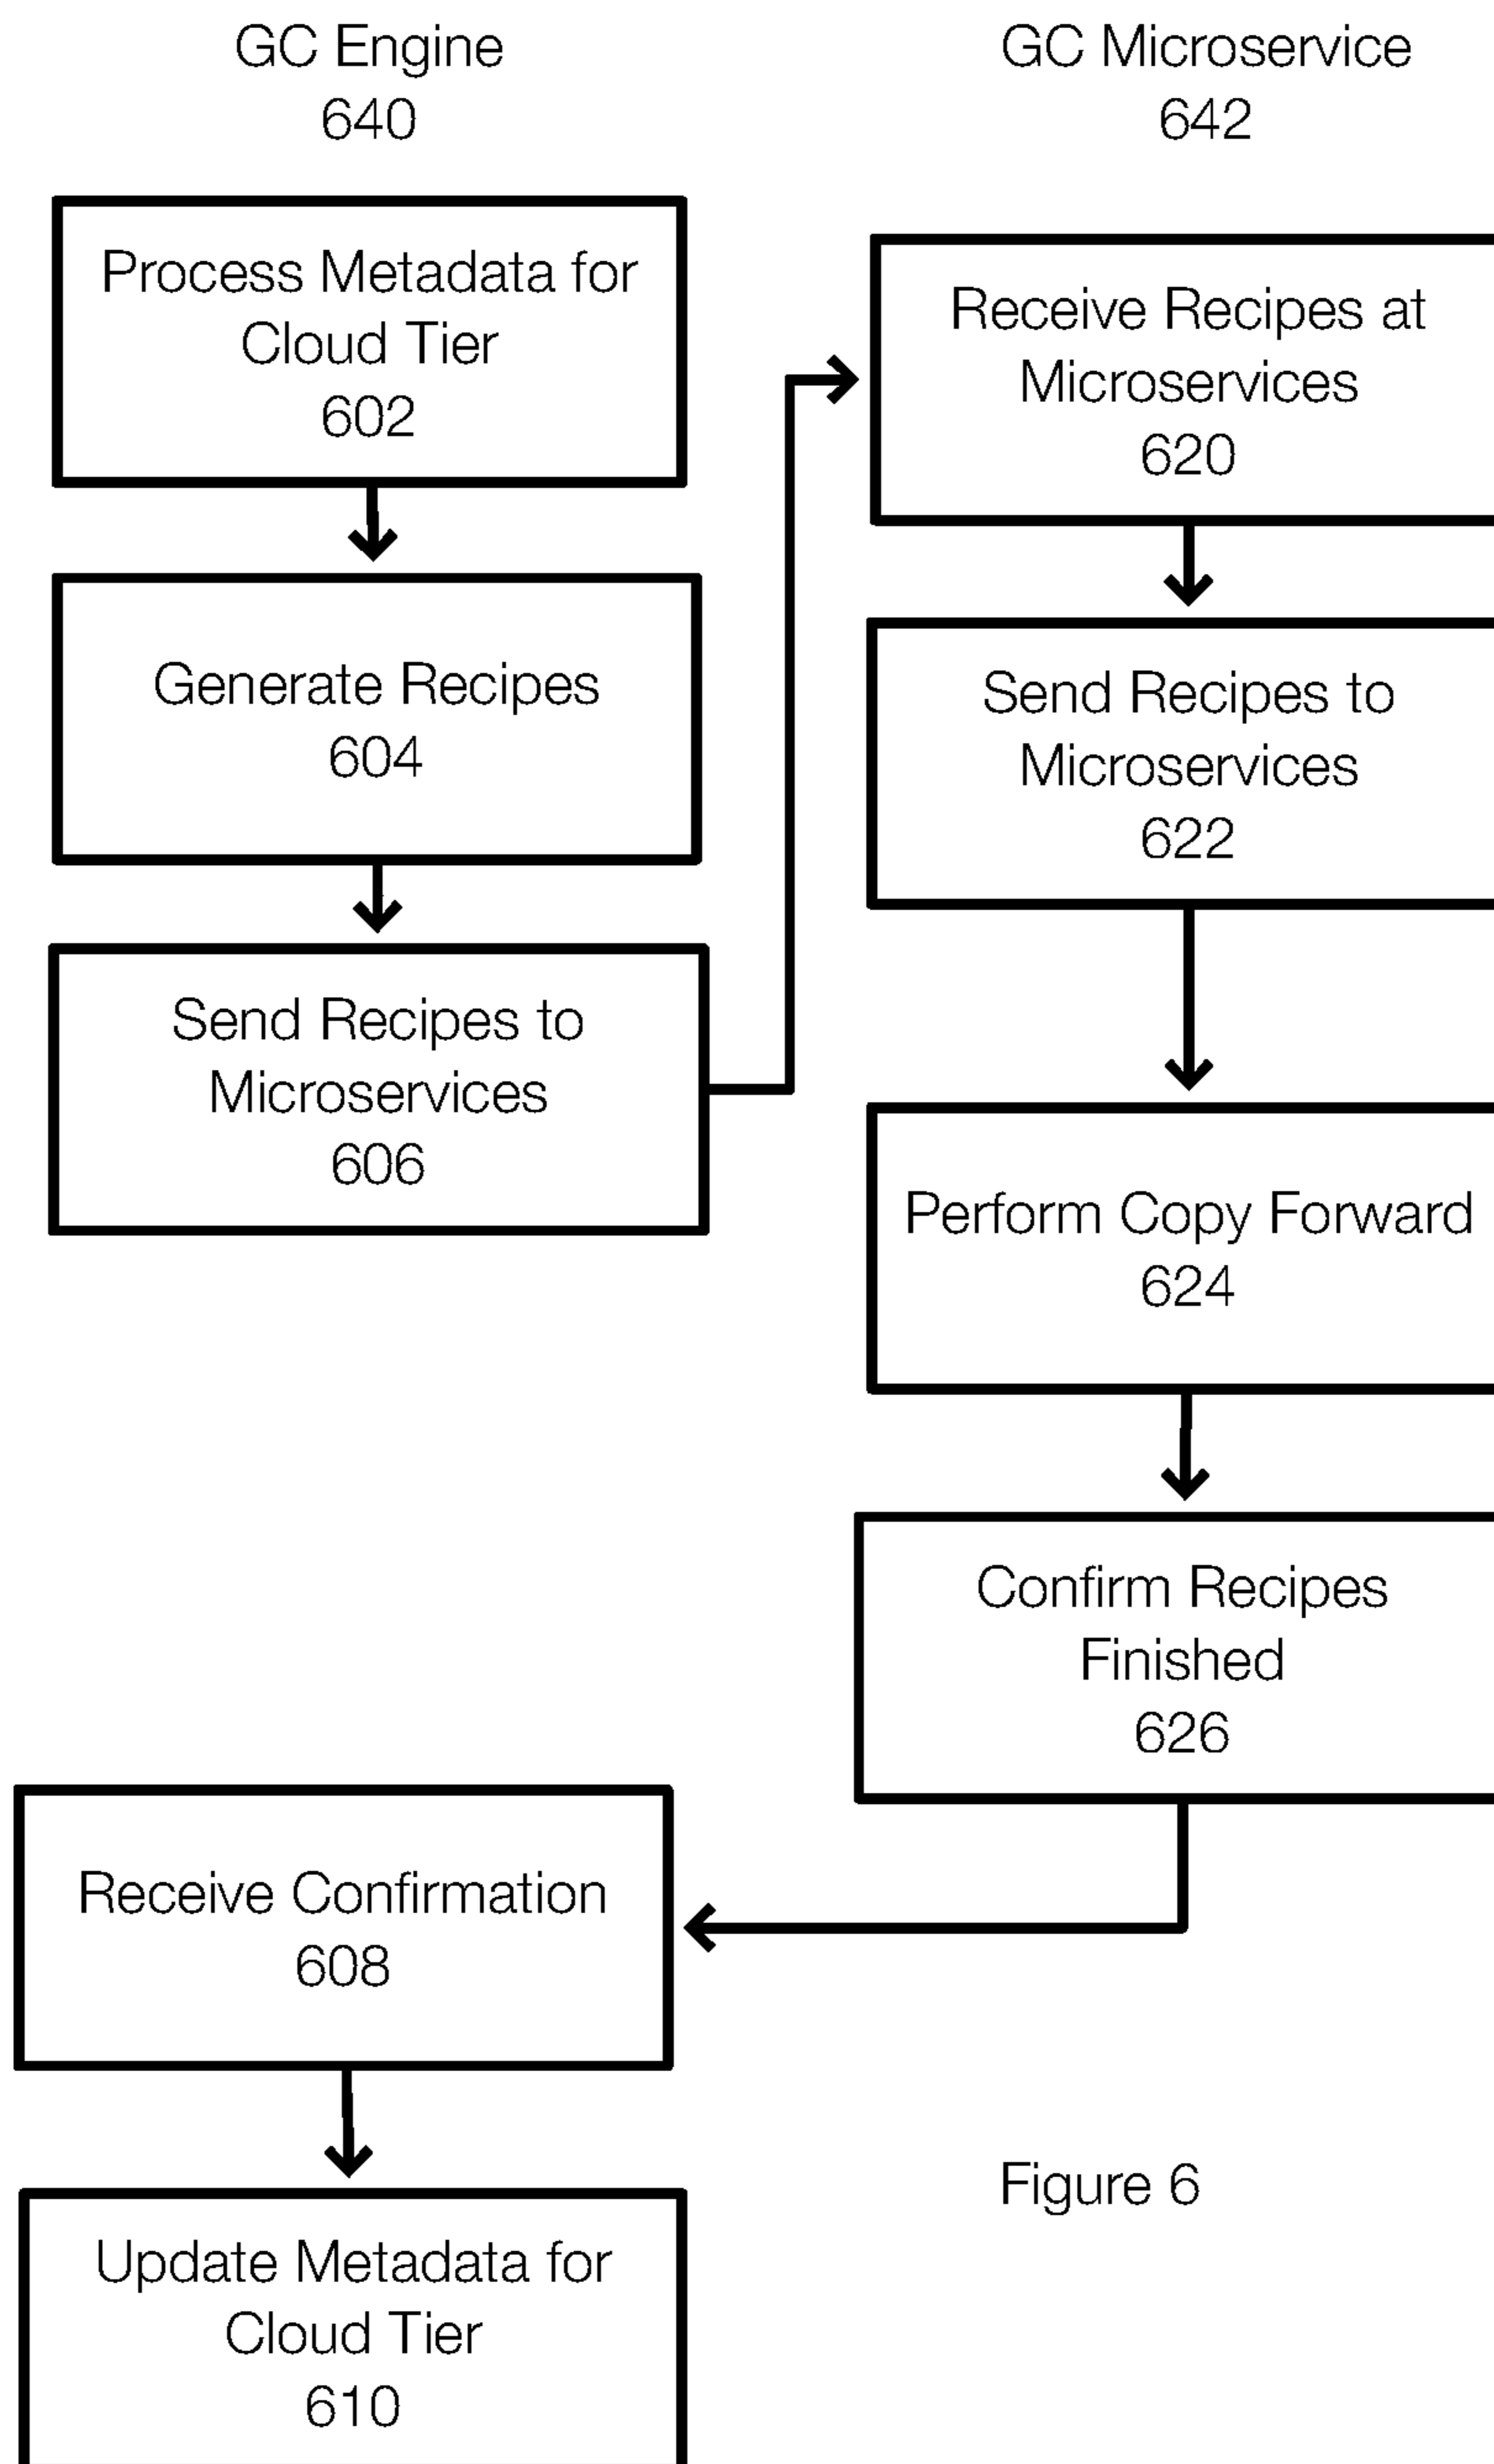 GC Engine
640
Process Metadata for
Cloud Tier
602
Generate Recipes
604
Send Recipes to
Microservices
606
GC Microservice
642
Receive Recipes at
Microservices
620
Send Recipes to
Microservices
622
Perform Copy Forward
624
Confirm Recipes
Finished
626
Receive Confirmation
608
Update Metadata for
Cloud Tier
610
Figure 6